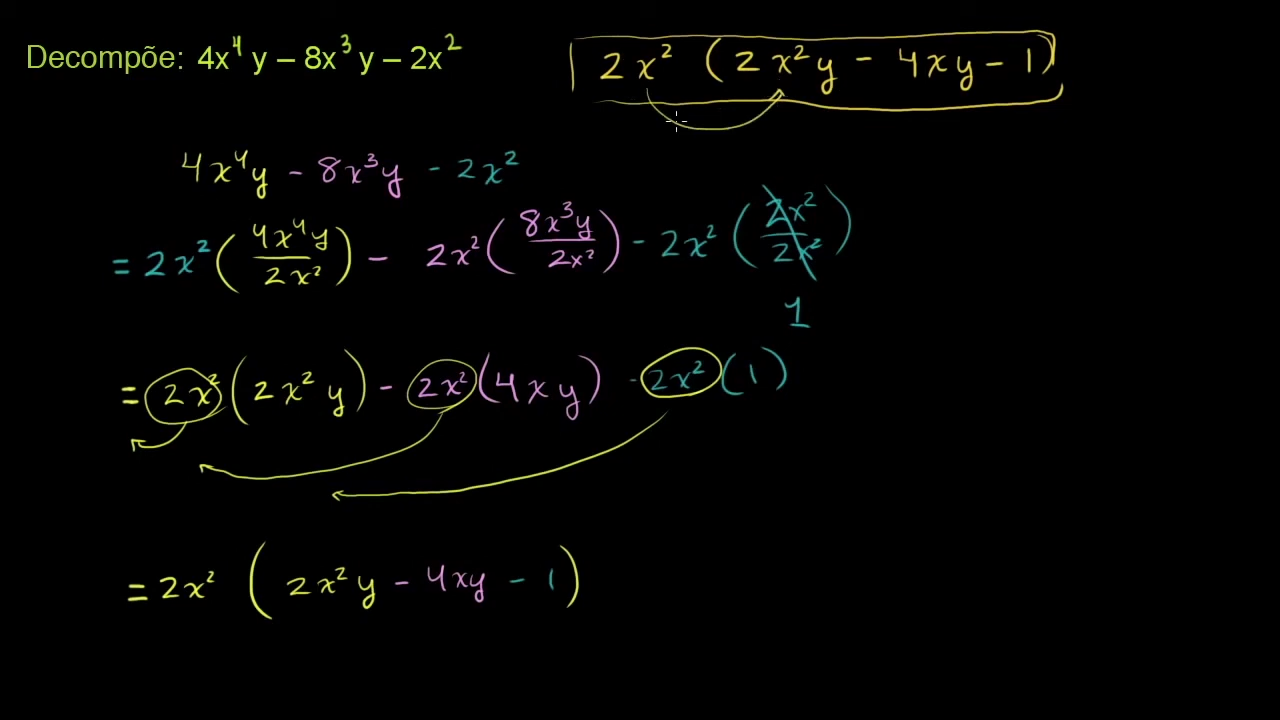 Decompõe: 4x⁴y – 8x³y – 2x²
2x² (2x²y - 4xy - 1)
4x⁴y - 8x³y - 2x²
= 2x² (4x⁴y/2x²) - 2x² (8x³y/2x²) - 2x² (2x²/2x²)
1
= 2x² (2x²y) - 2x² (4xy) - 2x² (1)
= 2x² (2x²y - 4xy - 1)